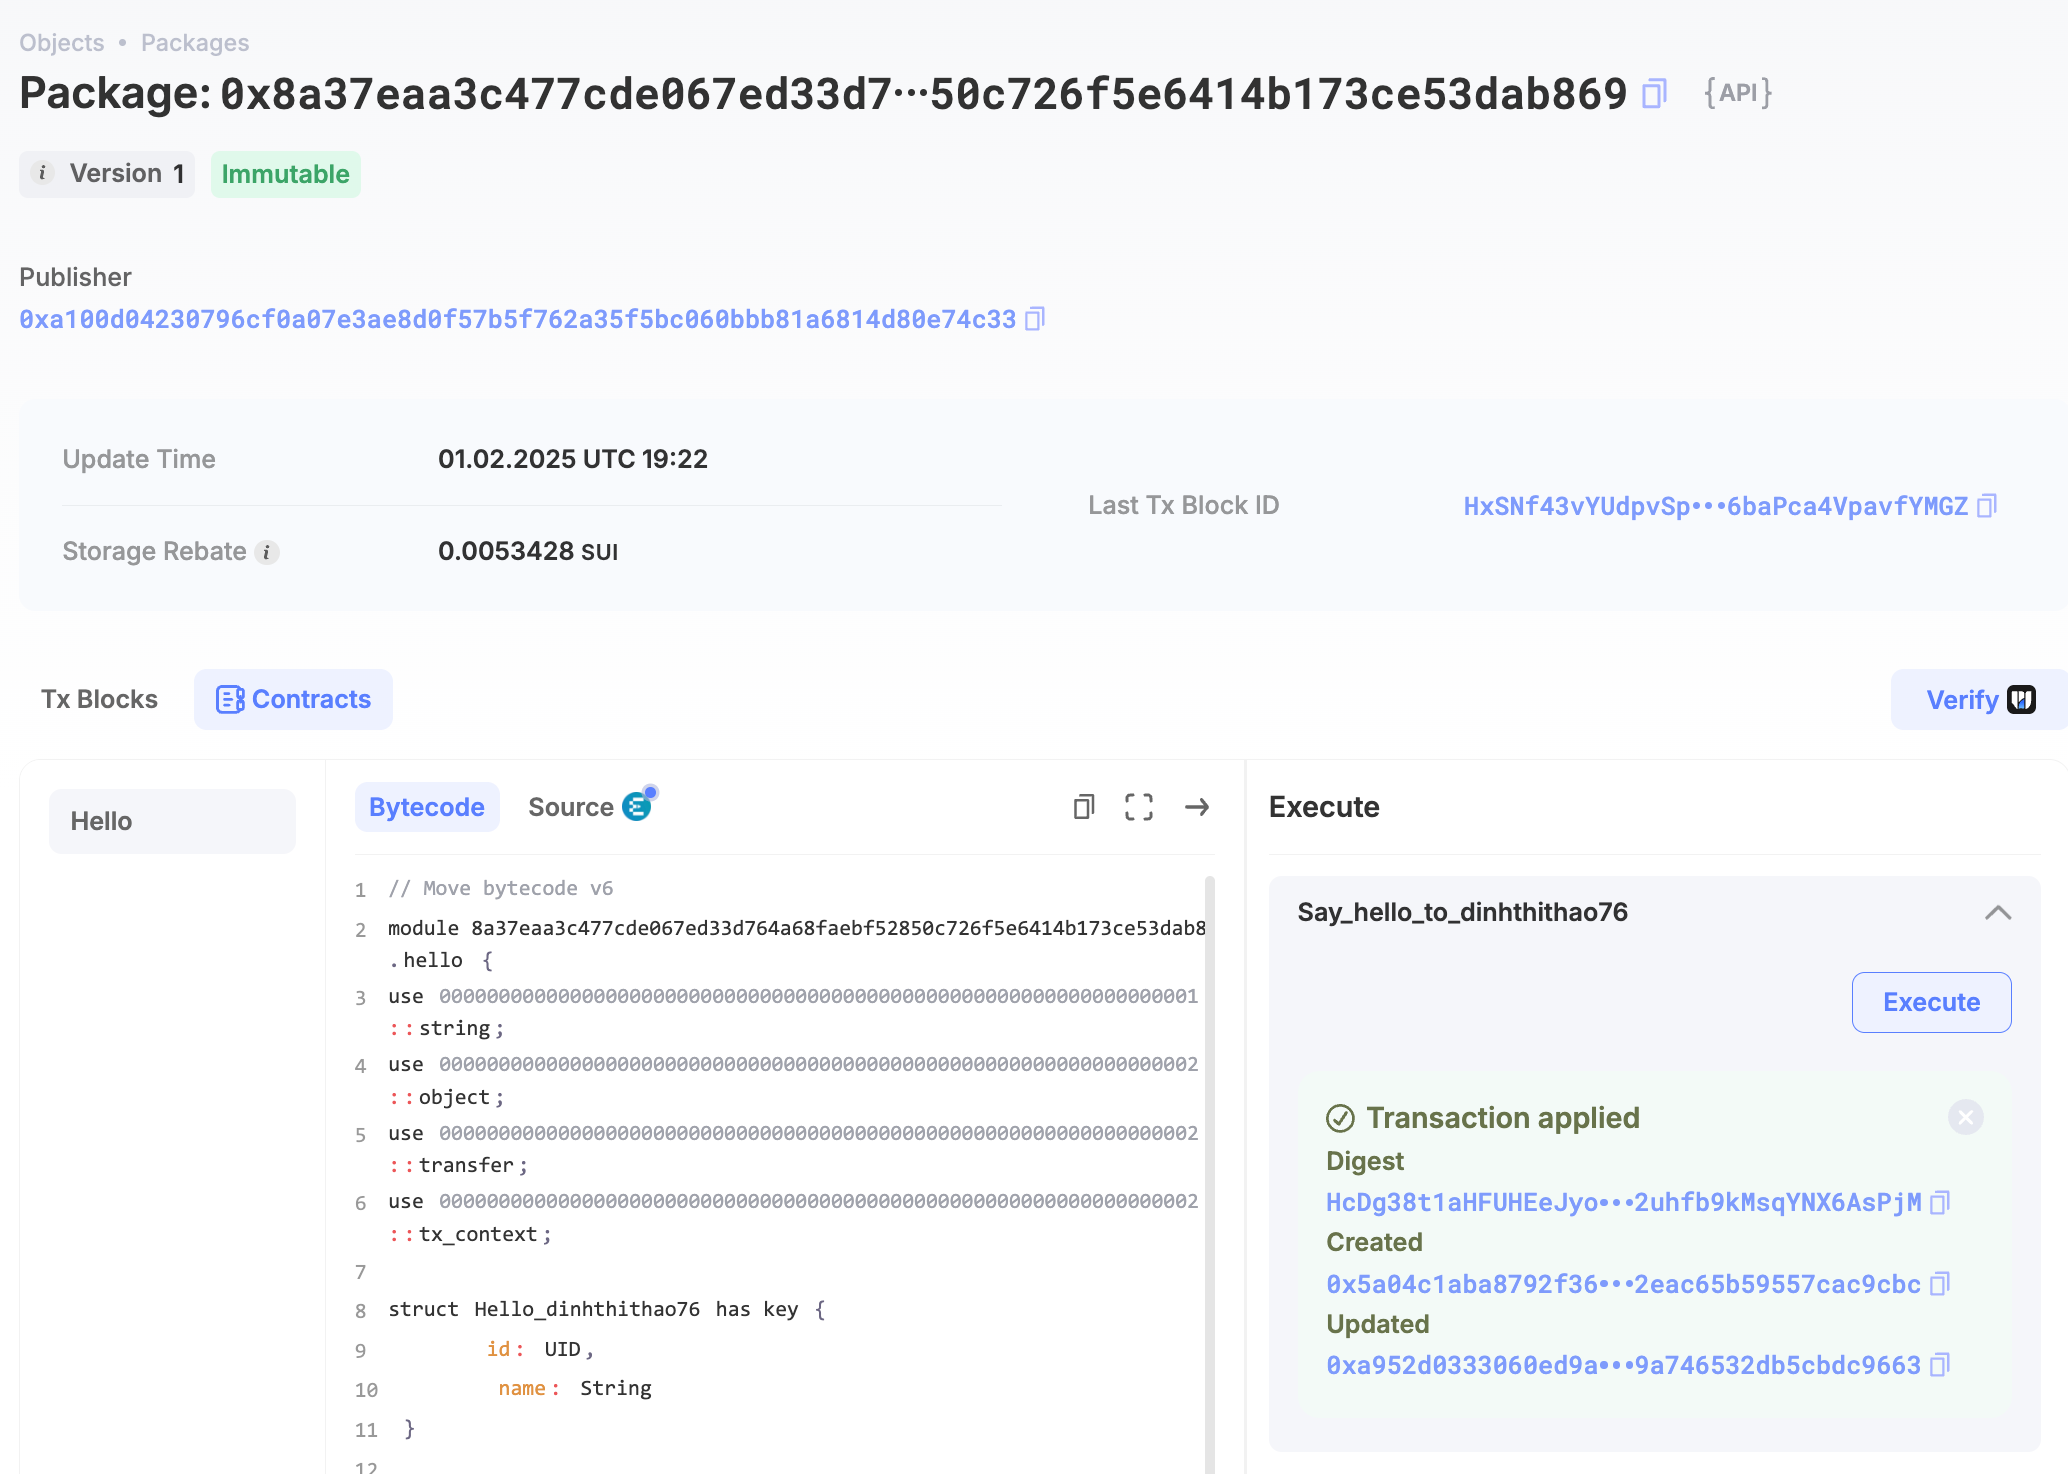 Objects • Packages
Package: 0x8a37eaa3c477cde067ed33d7···50c726f5e6414b173ce53dab869 {API}
i Version 1 Immutable
Publisher
0xa100d04230796cf0a07e3ae8d0f57b5f762a35f5bc060bbb81a6814d80e74c33
Update Time 01.02.2025 UTC 19:22
Last Tx Block ID HxSNf43vYUdpvSp···6baPca4VpavfYMGZ
Storage Rebate i 0.0053428 SUI
Tx Blocks Contracts Verify
Hello
Bytecode Source
1 // Move bytecode v6
2 module 8a37eaa3c477cde067ed33d764a68faebf52850c726f5e6414b173ce53dab8
.hello {
3 use 0000000000000000000000000000000000000000000000000000000000000001
::string;
4 use 0000000000000000000000000000000000000000000000000000000000000002
::object;
5 use 0000000000000000000000000000000000000000000000000000000000000002
::transfer;
6 use 0000000000000000000000000000000000000000000000000000000000000002
::tx_context;
7
8 struct Hello_dinhthithao76 has key {
9 id: UID,
10 name: String
11 }
12
Execute
Say_hello_to_dinhthithao76
Execute
Transaction applied
Digest
HcDg38t1aHFUHEeJyo···2uhfb9kMsqYNX6AsPjM
Created
0x5a04c1aba8792f36···2eac65b59557cac9cbc
Updated
0xa952d0333060ed9a···9a746532db5cbdc9663